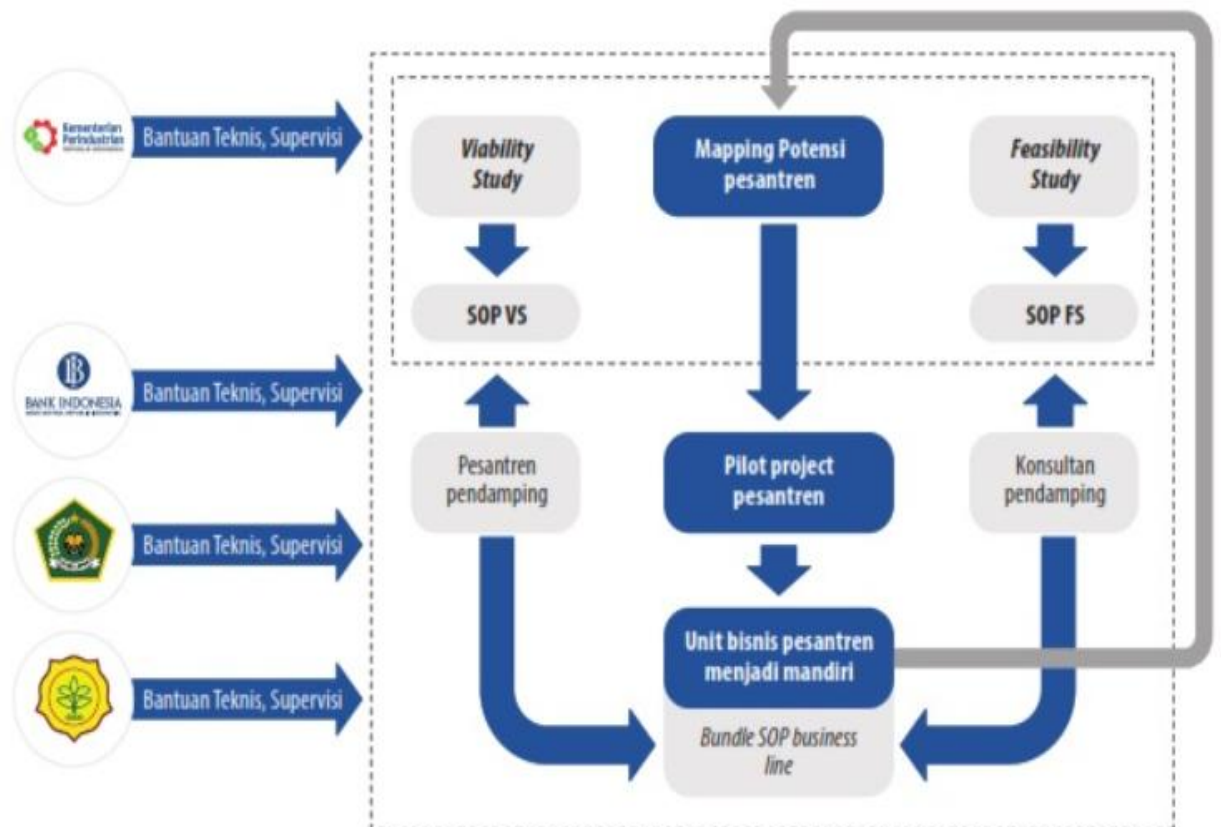 Kementerian
Perindustrian
Bantuan Teknis, Supervisi
Viability
Study
Mapping Potensi
pesantren
Feasibility
Study
SOP VS
SOP FS
BANK INDONESIA
Bantuan Teknis, Supervisi
Pesantren
pendamping
Pilot project
pesantren
Konsultan
pendamping
Bantuan Teknis, Supervisi
Unit bisnis pesantren
menjadi mandiri
Bantuan Teknis, Supervisi
Bundle SOP business
line